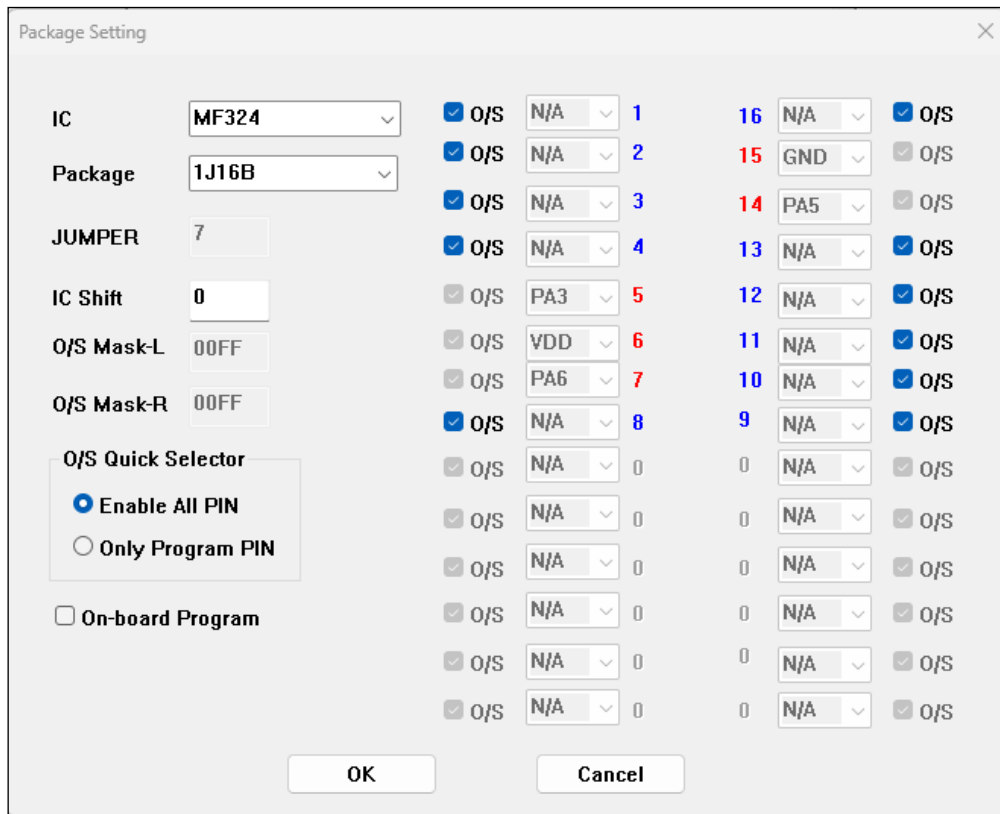 Package Setting
IC MF324
Package 1J16B
JUMPER 7
IC Shift 0
O/S Mask-L 00FF
O/S Mask-R 00FF
O/S Quick Selector
Enable All PIN
Only Program PIN
On-board Program
O/S N/A 1 16 N/A O/S
O/S N/A 2 15 GND O/S
O/S N/A 3 14 PA5 O/S
O/S N/A 4 13 N/A O/S
O/S PA3 5 12 N/A O/S
O/S VDD 6 11 N/A O/S
O/S PA6 7 10 N/A O/S
O/S N/A 8 9 N/A O/S
O/S N/A 0 0 N/A O/S
O/S N/A 0 0 N/A O/S
O/S N/A 0 0 N/A O/S
O/S N/A 0 0 N/A O/S
O/S N/A 0 0 N/A O/S
O/S N/A 0 0 N/A O/S
OK Cancel